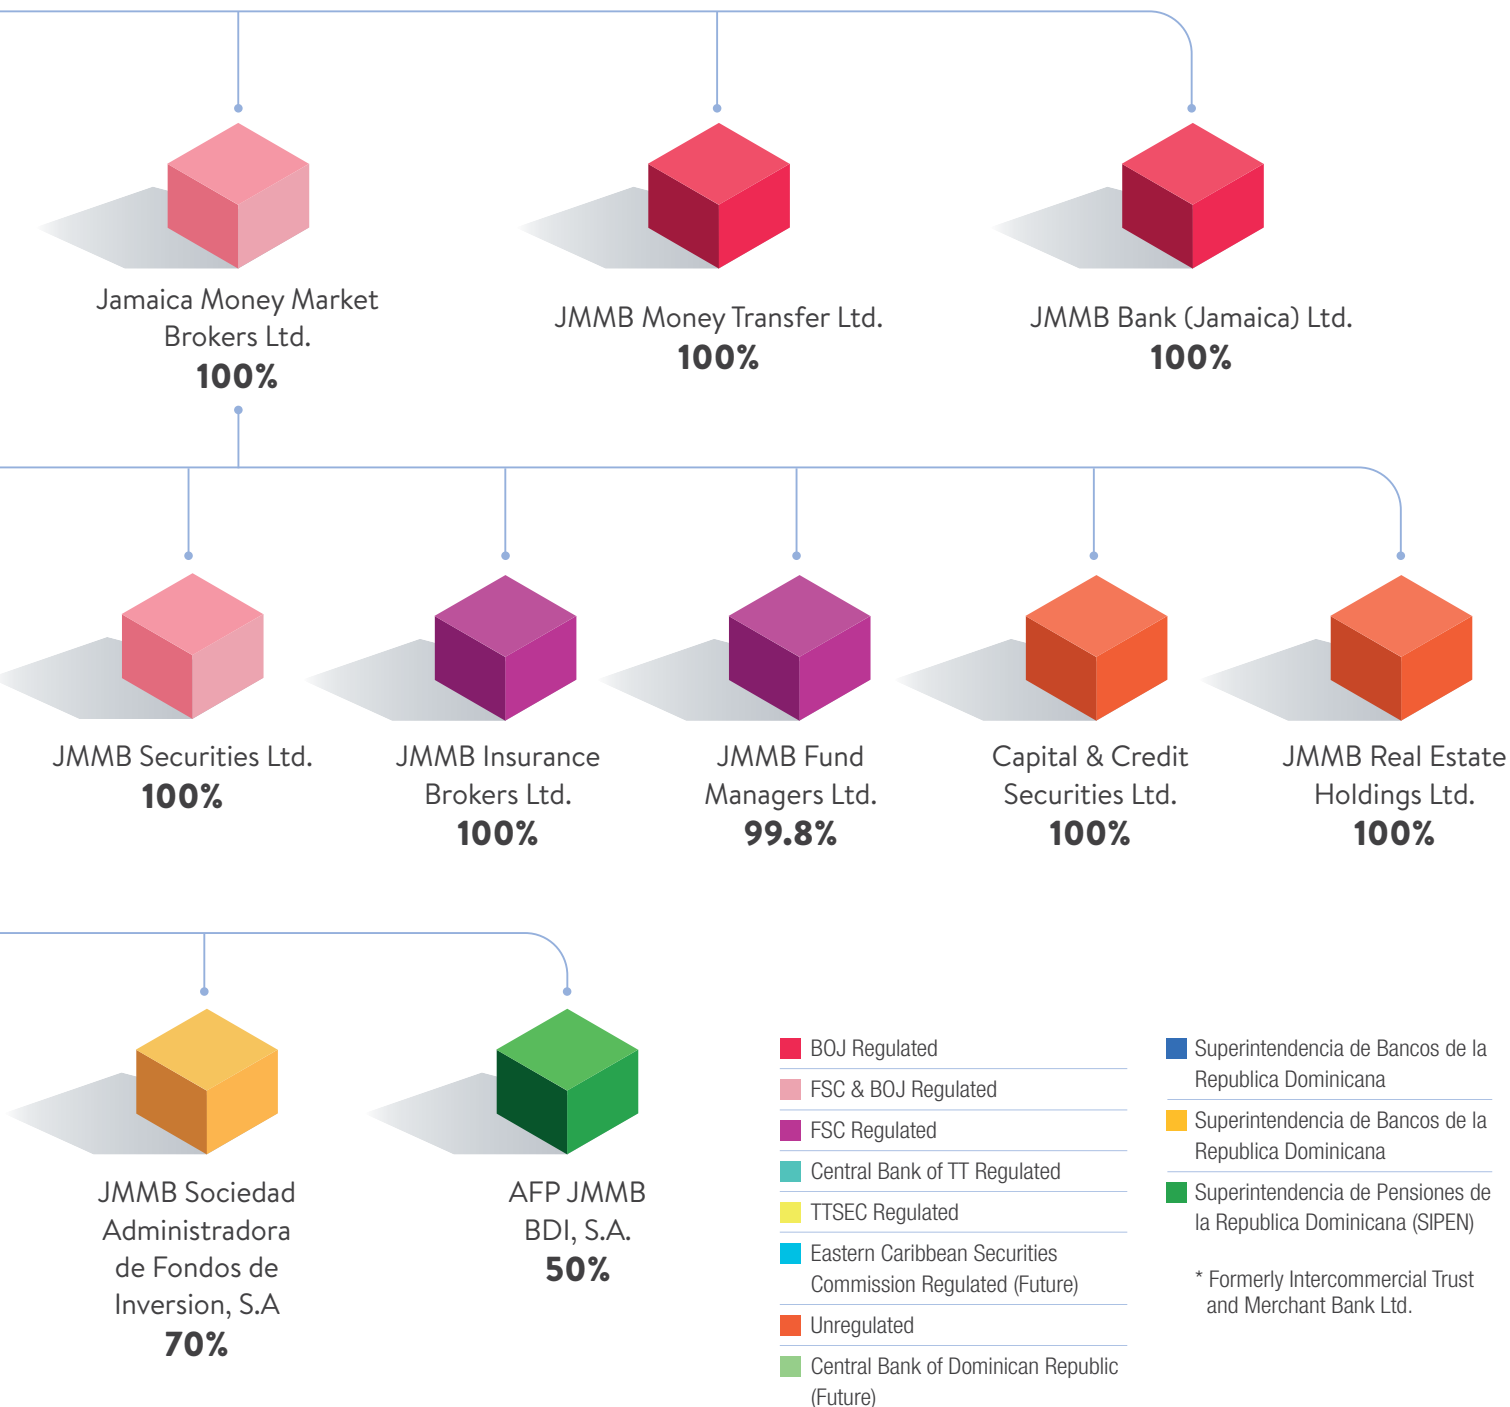 Jamaica Money Market
Brokers Ltd.
100%
JMMB Money Transfer Ltd.
100%
JMMB Bank (Jamaica) Ltd.
100%
JMMB Securities Ltd.
100%
JMMB Insurance
Brokers Ltd.
100%
JMMB Fund
Managers Ltd.
99.8%
Capital & Credit
Securities Ltd.
100%
JMMB Real Estate
Holdings Ltd.
100%
JMMB Sociedad
Administradora
de Fondos de
Inversion, S.A
70%
AFP JMMB
BDI, S.A.
50%
BOJ Regulated
FSC & BOJ Regulated
FSC Regulated
Central Bank of TT Regulated
TTSEC Regulated
Eastern Caribbean Securities
Commission Regulated (Future)
Unregulated
Central Bank of Dominican Republic
(Future)
Superintendencia de Bancos de la
Republica Dominicana
Superintendencia de Bancos de la
Republica Dominicana
Superintendencia de Pensiones de
la Republica Dominicana (SIPEN)
* Formerly Intercommercial Trust
and Merchant Bank Ltd.